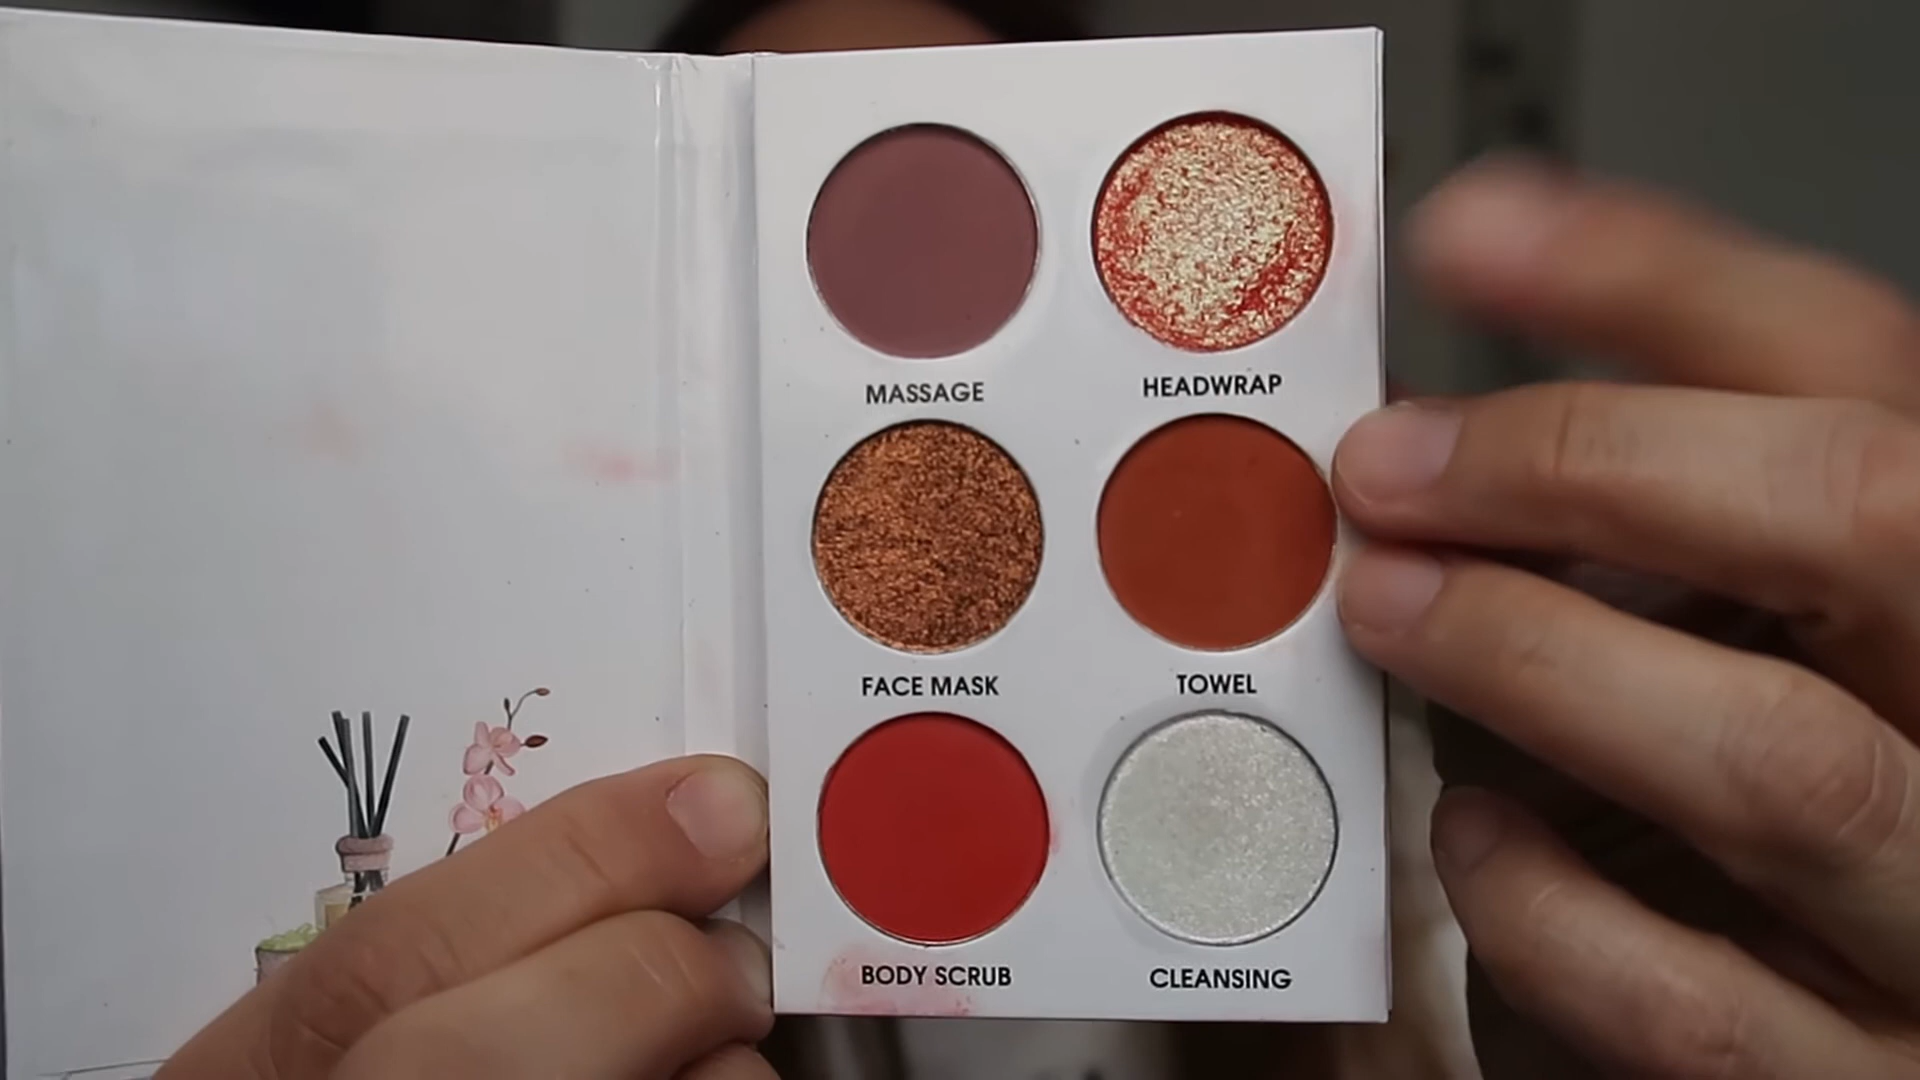 MASSAGE
HEADWRAP
FACE MASK
TOWEL
BODY SCRUB
CLEANSING